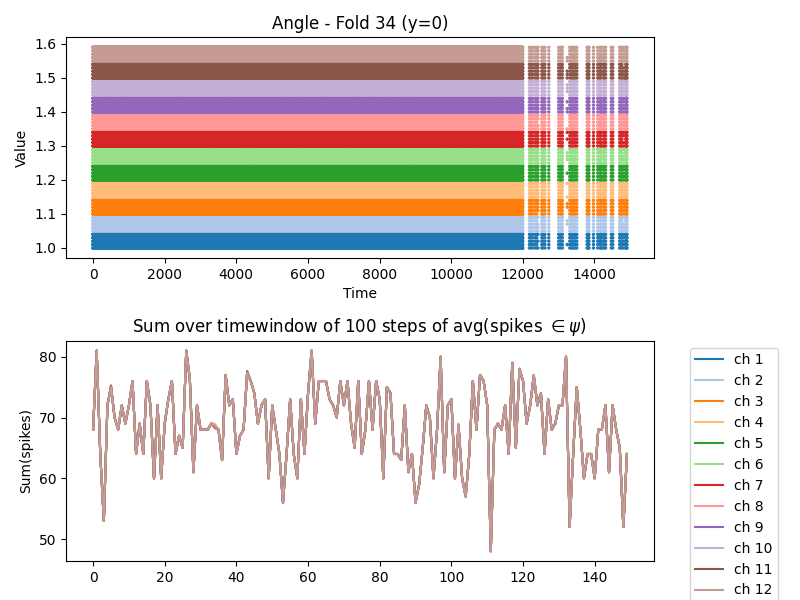 Angle - Fold 34 (y=0)
Value
1.6
1.5
1.4
1.3
1.2
1.1
1.0
0 2000 4000 6000 8000 10000 12000 14000
Time
Sum over timewindow of 100 steps of avg(spikes ∈ ψ)
Sum(spikes)
80
70
60
50
0 20 40 60 80 100 120 140
ch 1
ch 2
ch 3
ch 4
ch 5
ch 6
ch 7
ch 8
ch 9
ch 10
ch 11
ch 12